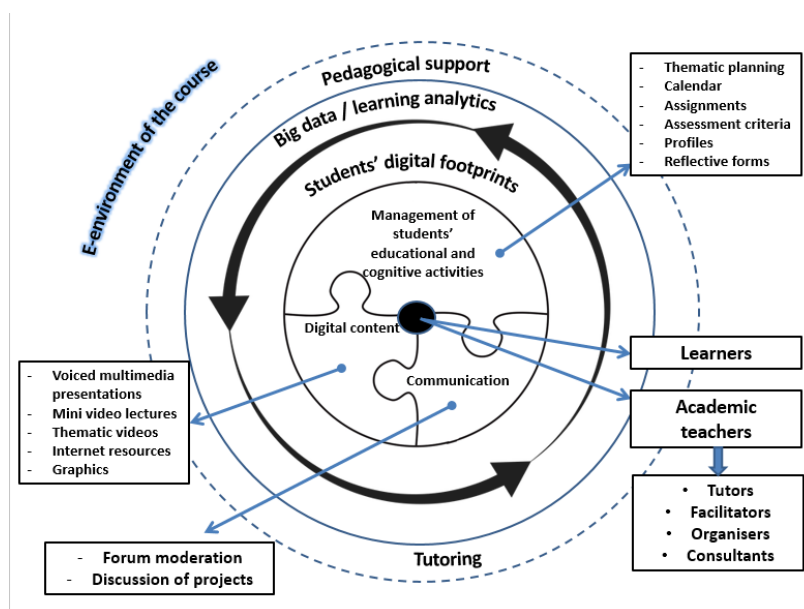 E-environment of the course
Pedagogical support
Big data / learning analytics
Students' digital footprints
Management of
students'
educational and
cognitive activities
Digital content
Communication
Tutoring
- Thematic planning
- Calendar
- Assignments
- Assessment criteria
- Profiles
- Reflective forms
- Voiced multimedia
presentations
- Mini video lectures
- Thematic videos
- Internet resources
- Graphics
- Forum moderation
- Discussion of projects
Learners
Academic
teachers
• Tutors
• Facilitators
• Organisers
• Consultants